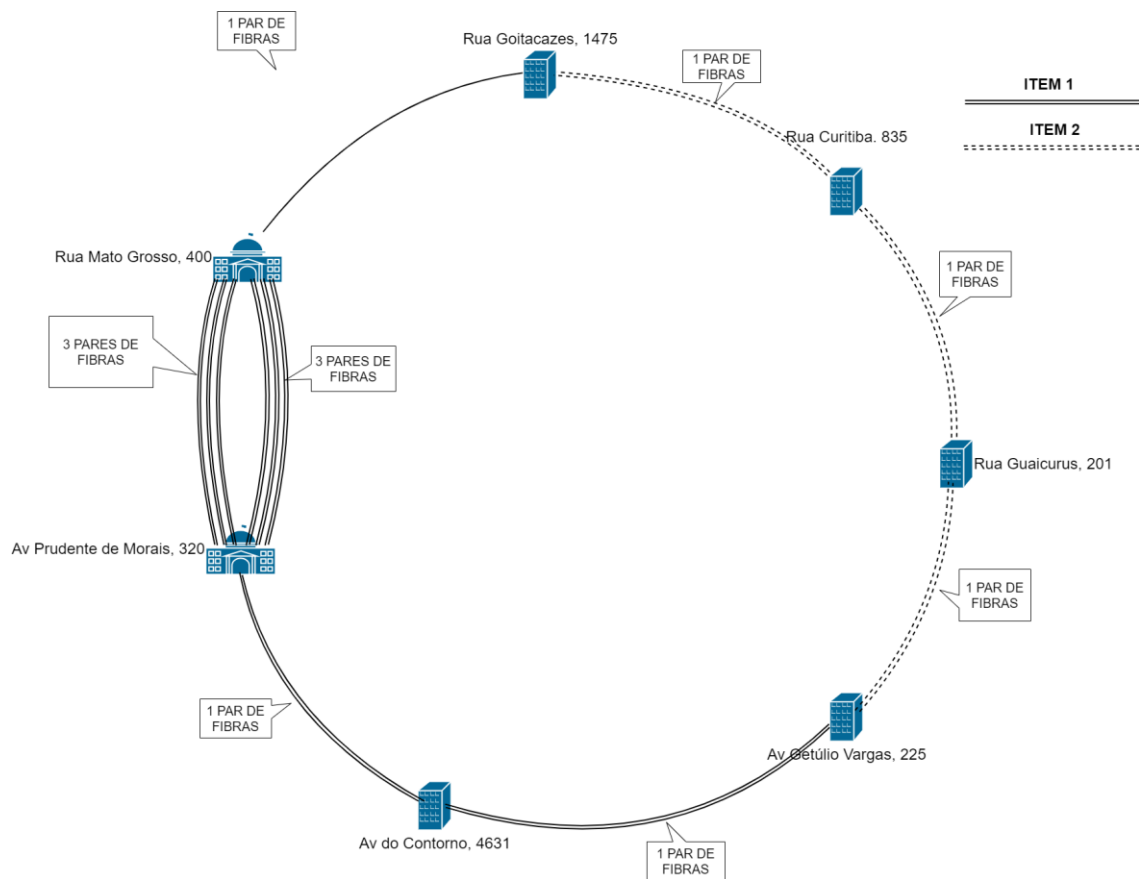 1 PAR DE
FIBRAS
Rua Goitacazes, 1475
1 PAR DE
FIBRAS
ITEM 1
ITEM 2
Rua Curitiba. 835
Rua Mato Grosso, 400
1 PAR DE
FIBRAS
3 PARES DE
FIBRAS
3 PARES DE
FIBRAS
Rua Guaicurus, 201
Av Prudente de Morais, 320
1 PAR DE
FIBRAS
1 PAR DE
FIBRAS
Av Getúlio Vargas, 225
Av do Contorno, 4631
1 PAR DE
FIBRAS